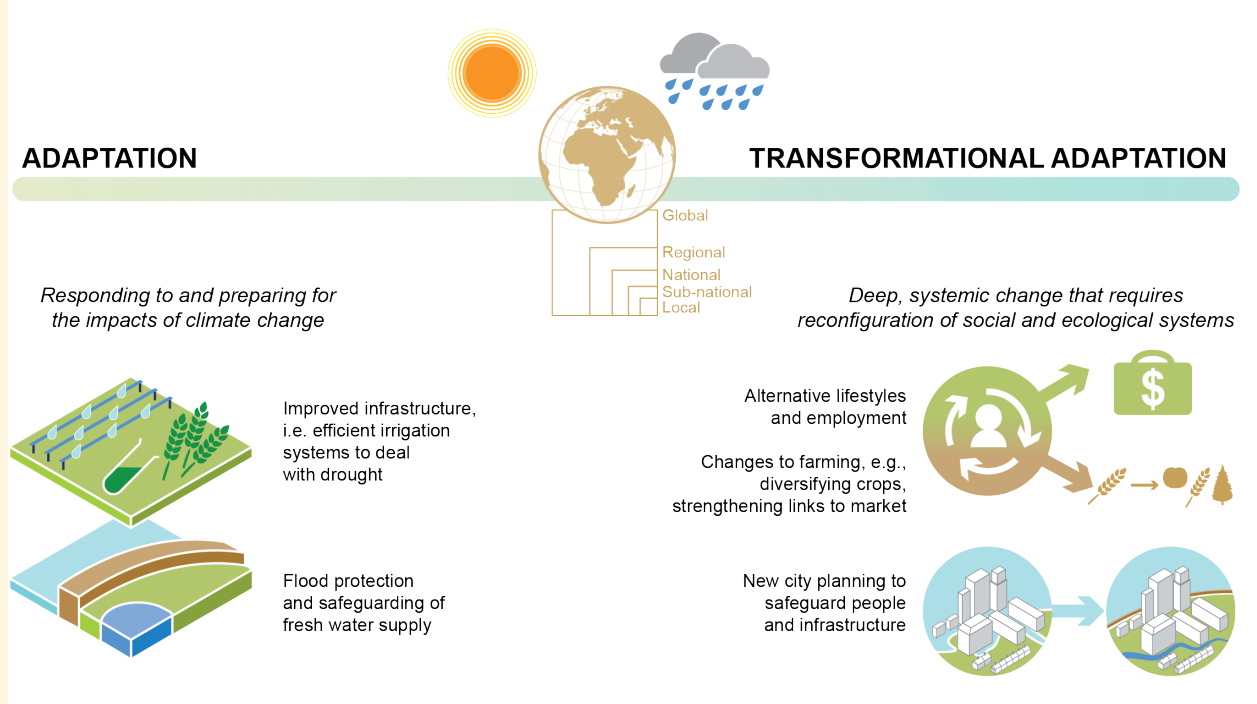 ADAPTATION
TRANSFORMATIONAL ADAPTATION
Global
Regional
National
Sub-national
Local
Responding to and preparing for
the impacts of climate change
Deep, systemic change that requires
reconfiguration of social and ecological systems
Improved infrastructure,
i.e. efficient irrigation
systems to deal
with drought
Flood protection
and safeguarding of
fresh water supply
Alternative lifestyles
and employment
$
Changes to farming, e.g.,
diversifying crops,
strengthening links to market
New city planning to
safeguard people
and infrastructure